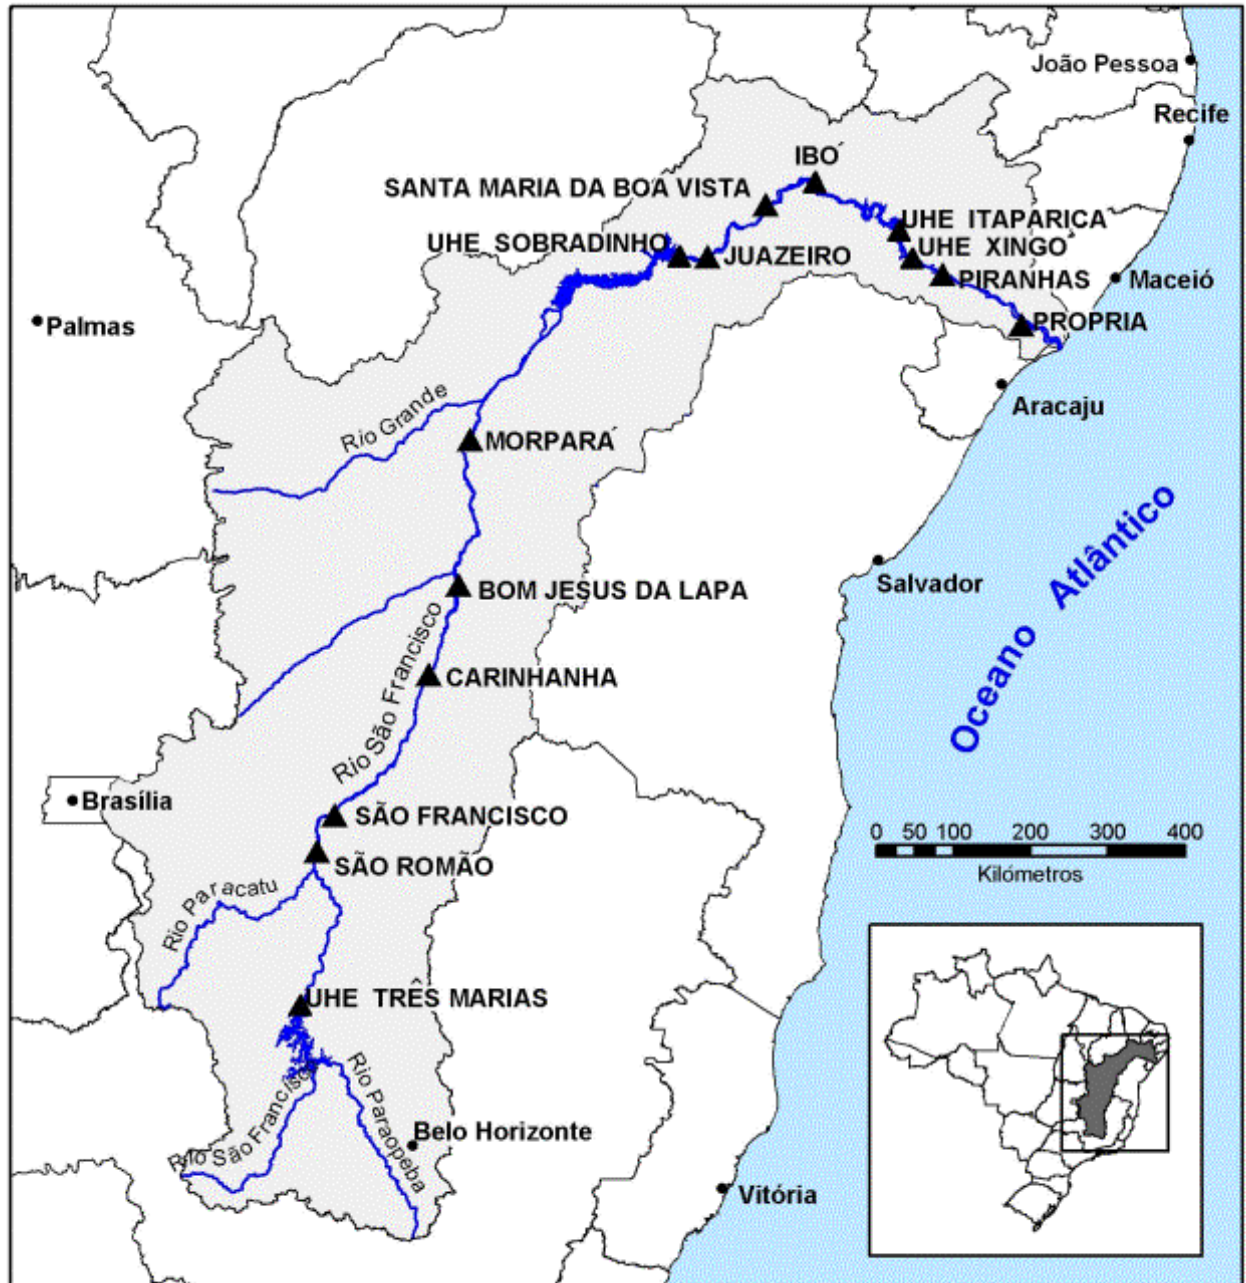 João Pessoa
Recife
IBÓ
SANTA MARIA DA BOA VISTA
UHE ITAPARICA
UHE SOBRADINHO
JUAZEIRO
UHE XINGÓ
PIRANHAS
Maceió
Palmas
PROPRIA
Aracaju
Rio Grande
MORPARÁ
Oceano Atlântico
Salvador
BOM JESUS DA LAPA
Rio São Francisco
CARINHANHA
Brasília
SÃO FRANCISCO
0 50 100 200 300 400
Kilómetros
SÃO ROMÃO
Rio Paracatu
UHE TRÊS MARIAS
Rio São Francisco
Rio Paraopeba
Belo Horizonte
Vitória